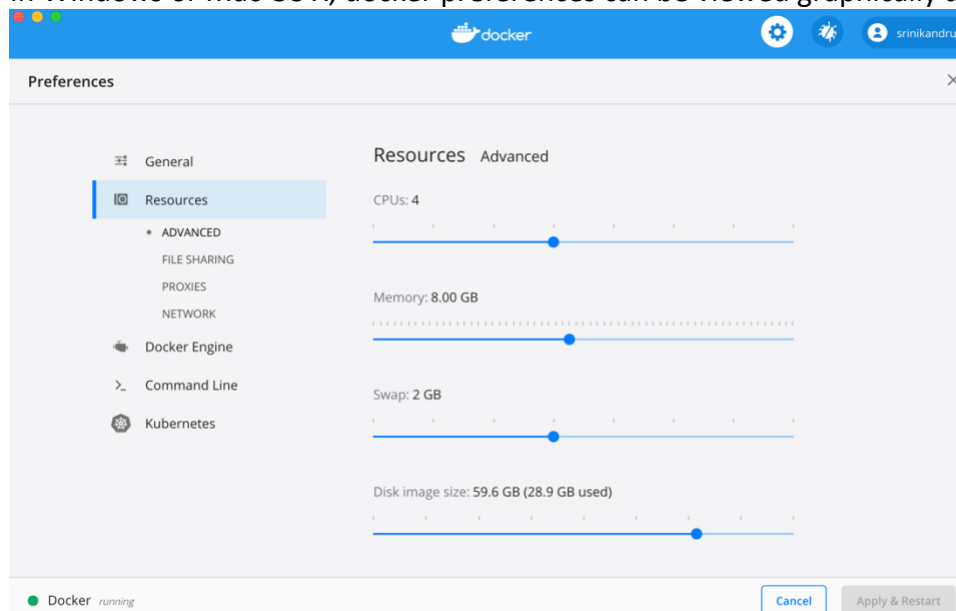 docker
srinikandru
Preferences
General
Resources
ADVANCED
FILE SHARING
PROXIES
NETWORK
Docker Engine
Command Line
Kubernetes
Resources Advanced
CPUs: 4
Memory: 8.00 GB
Swap: 2 GB
Disk image size: 59.6 GB (28.9 GB used)
Docker running
Cancel
Apply & Restart